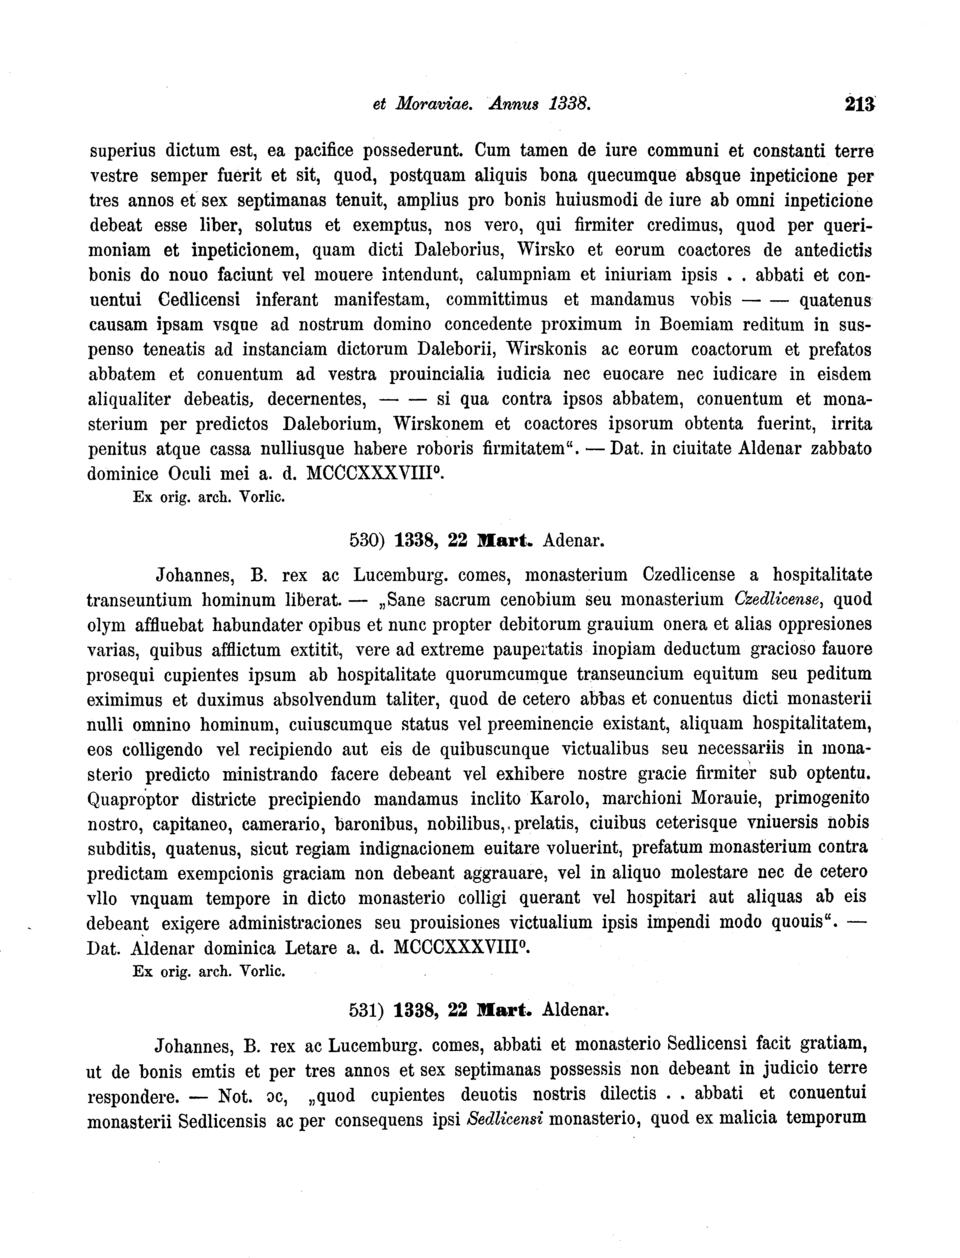 et Moraviae. Annus 1338. 213
superius dictum est, ea pacifice possederunt. Cum tamen de iure communi et constanti terre
vestre semper fuerit et sit, quod, postquam aliquis bona quecumque absque inpeticione per
tres annos et sex septimanas tenuit, amplius pro bonis huiusmodi de iure ab omni inpeticione
debeat esse liber, solutus et exemptus, nos vero, qui firmiter credimus, quod per queri-
moniam et inpeticionem, quam dicti Daleborius, Wirsko et eorum coactores de antedictis
bonis do nouo faciunt vel mouere intendunt, calumpniam et iniuriam ipsis . . abbati et con-
uentui Cedlicensi inferant manifestam, committimus et mandamus vobis — — quatenus
causam ipsam vsque ad nostrum domino concedente proximum in Boemiam reditum in sus-
penso teneatis ad instanciam dictorum Daleborii, Wirskonis ac eorum coactorum et prefatos
abbatem et conuentum ad vestra prouincialia iudicia nec euocare nec iudicare in eisdem
aliqualiter debeatis, decernentes, — — si qua contra ipsos abbatem, conuentum et mona-
sterium per predictos Daleborium, Wirskonem et coactores ipsorum obtenta fuerint, irrita
penitus atque cassa nulliusque habere roboris firmitatem“. — Dat. in ciuitate Aldenar zabbato
dominice Oculi mei a. d. MCCCXXXVIII⁰.
Ex orig. arch. Vorlic.
530) 1338, 22 Mart. Adenar.
Johannes, B. rex ac Lucemburg. comes, monasterium Czedlicense a hospitalitate
transeuntium hominum liberat. — „Sane sacrum cenobium seu monasterium Czedlicense, quod
olym affluebat habundater opibus et nunc propter debitorum grauium onera et alias oppresiones
varias, quibus afflictum extitit, vere ad extreme paupertatis inopiam deductum gracioso fauore
prosequi cupientes ipsum ab hospitalitate quorumcumque transeuncium equitum seu peditum
eximimus et duximus absolvendum taliter, quod de cetero abbas et conuentus dicti monasterii
nulli omnino hominum, cuiuscumque status vel preeminencie existant, aliquam hospitalitatem,
eos colligendo vel recipiendo aut eis de quibuscunque victualibus seu necessariis in mona-
sterio predicto ministrando facere debeant vel exhibere nostre gracie firmiter sub optentu.
Quaproptor districte precipiendo mandamus inclito Karolo, marchioni Morauie, primogenito
nostro, capitaneo, camerario, baronibus, nobilibus, prelatis, ciuibus ceterisque vniuersis nobis
subditis, quatenus, sicut regiam indignacionem euitare voluerint, prefatum monasterium contra
predictam exempcionis graciam non debeant aggrauare, vel in aliquo molestare nec de cetero
vllo vnquam tempore in dicto monasterio colligi querant vel hospitari aut aliquas ab eis
debeant exigere administraciones seu prouisiones victualium ipsis impendi modo quouis“. —
Dat. Aldenar dominica Letare a. d. MCCCXXXVIII⁰.
Ex orig. arch. Vorlic.
531) 1338, 22 Mart. Aldenar.
Johannes, B. rex ac Lucemburg. comes, abbati et monasterio Sedlicensi facit gratiam,
ut de bonis emtis et per tres annos et sex septimanas possessis non debeant in judicio terre
respondere. — Not. ɔc, „quod cupientes deuotis nostris dilectis . . abbati et conuentui
monasterii Sedlicensis ac per consequens ipsi Sedlicensi monasterio, quod ex malicia temporum